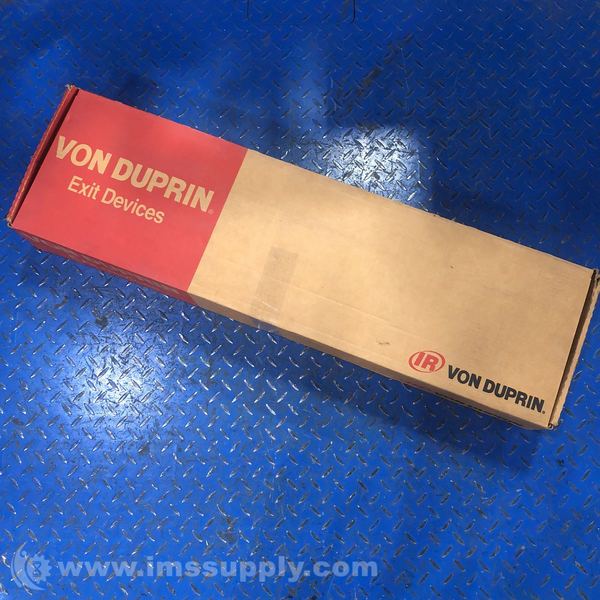 VON DUPRIN®
Exit Devices
IR VON DUPRIN®
www.imssupply.com